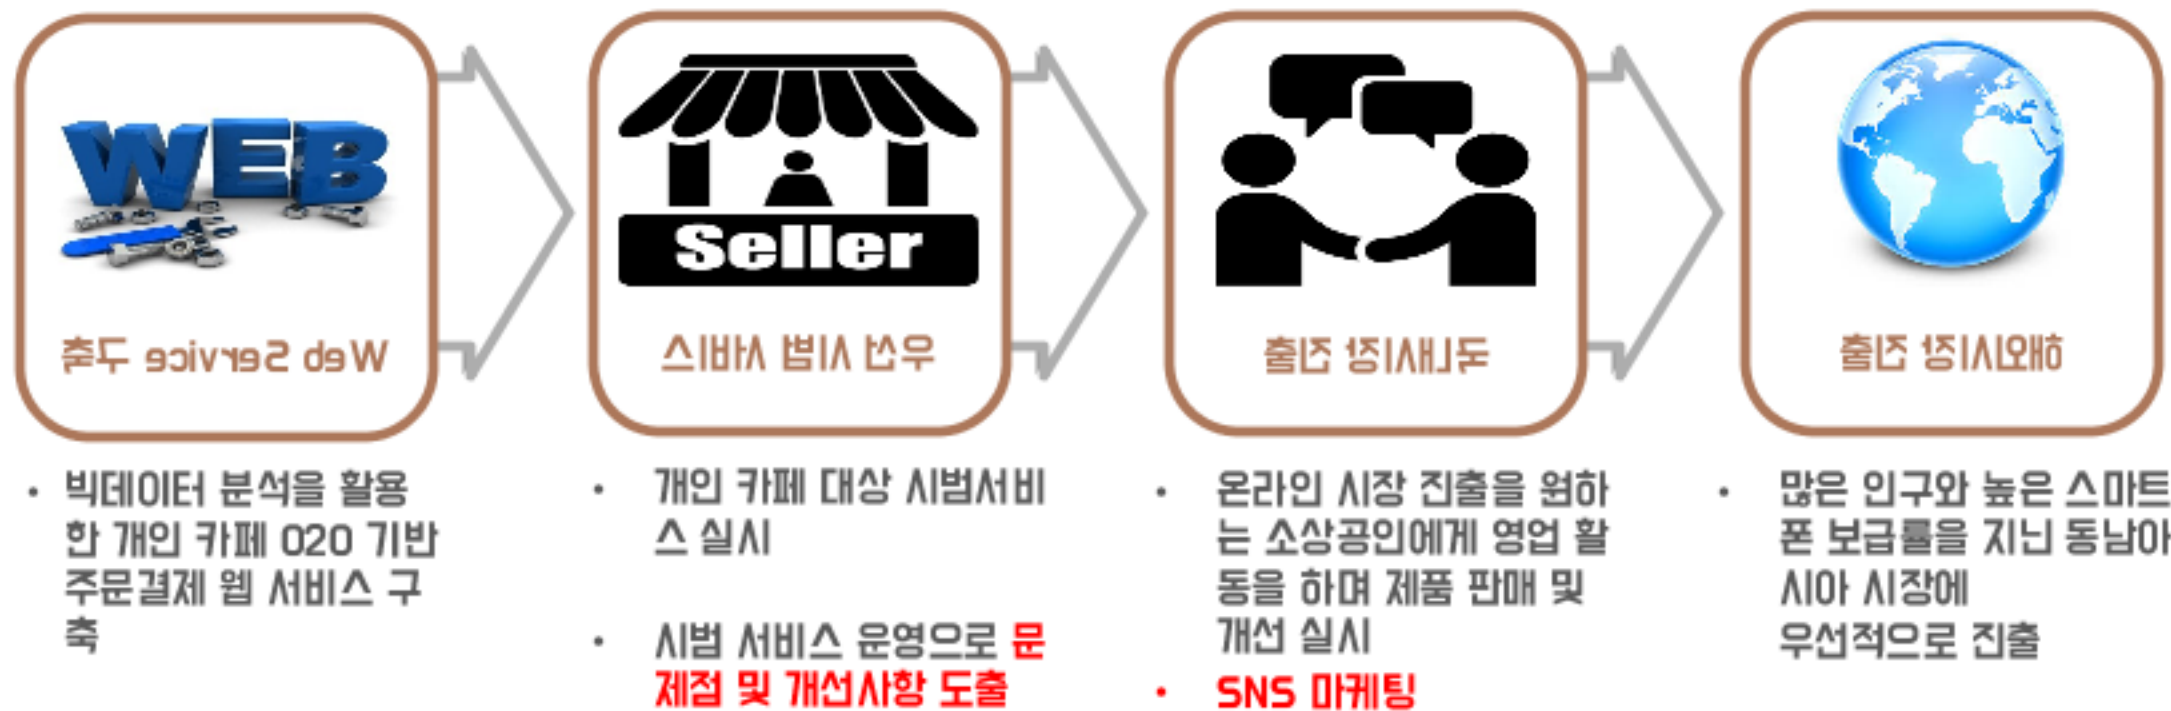 WEB
Web Service 구축
• 빅데이터 분석을 활용
한 개인 카페 O2O 기반
주문결제 웹 서비스 구
축
Seller
우선 시범 서비스
• 개인 카페 대상 시범서비
스 실시
• 시범 서비스 운영으로 문
제점 및 개선사항 도출
국내시장 진출
• 온라인 시장 진출을 원하
는 소상공인에게 영업 활
동을 하며 제품 판매 및
개선 실시
• SNS 마케팅
해외시장 진출
• 많은 인구와 높은 스마트
폰 보급률을 지닌 동남아
시아 시장에
우선적으로 진출